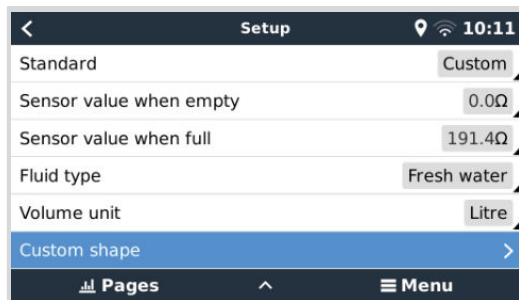 Setup 10:11
Standard Custom
Sensor value when empty 0.0Ω
Sensor value when full 191.4Ω
Fluid type Fresh water
Volume unit Litre
Custom shape
Pages Menu